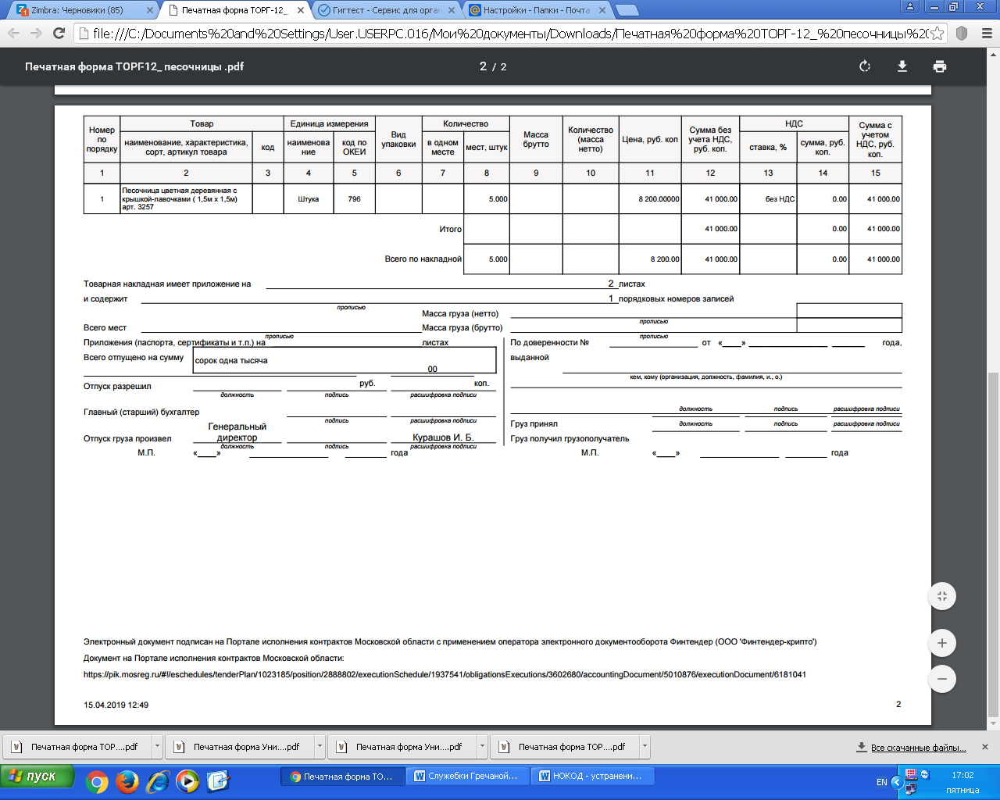 Zimbra: Черновики (85)
Печатная форма ТОРГ-12_
Гигтест - Сервис для орган
Настройки - Папки - Почта
file:///C:/Documents%20and%20Settings/User.USERPC.016/Мои%20документы/Downloads/Печатная%20форма%20ТОРГ-12_%20песочницы%20
Печатная форма ТОРГ-12_ песочницы .pdf
2 / 2
Номер по порядку
Товар
Единица измерения
Вид упаковки
Количество
Масса брутто
Количество (масса нетто)
Цена, руб. коп
Сумма без учета НДС, руб. коп.
НДС
Сумма с учетом НДС, руб. коп.
наименование, характеристика, сорт, артикул товара
код
наименова ние
код по ОКЕИ
в одном месте
мест, штук
ставка, %
сумма, руб. коп.
1 2 3 4 5 6 7 8 9 10 11 12 13 14 15
1
Песочница цветная деревянная с
крышкой-лавочками ( 1,5м х 1,5м)
арт. 3257
Штука 796 5.000 8 200.00000 41 000.00 без НДС 0.00 41 000.00
Итого 41 000.00 0.00 41 000.00
Всего по накладной 5.000 8 200.00 41 000.00 0.00 41 000.00
Товарная накладная имеет приложение на 2 листах
и содержит 1 порядковых номеров записей
прописью
Масса груза (нетто)
прописью
Всего мест Масса груза (брутто)
прописью прописью
Приложения (паспорта, сертификаты и т.п.) на листах
По доверенности № от «____» года,
Всего отпущено на сумму сорок одна тысяча
00
выданной
кем, кому (организация, должность, фамилия, и., о.)
руб. коп.
Отпуск разрешил
должность подпись расшифровка подписи
Главный (старший) бухгалтер
подпись расшифровка подписи
должность подпись расшифровка подписи
Груз принял
должность подпись расшифровка подписи
Отпуск груза произвел Генеральный директор Курашов И. Б.
должность подпись расшифровка подписи
Груз получил грузополучатель
М.П. «____» года
М.П. «____» года
Электронный документ подписан на Портале исполнения контрактов Московской области с применением оператора электронного документооборота Финтендер (ООО 'Финтендер-крипто')
Документ на Портале исполнения контрактов Московской области:
https://pik.mosreg.ru/#!/eschedules/tenderPlan/1023185/position/2888802/executionSchedule/1937541/obligationsExecutions/3602680/accountingDocument/5010876/executionDocument/6181041
15.04.2019 12:49
2
Печатная форма ТОР....pdf
Печатная форма Уни....pdf
Печатная форма Уни....pdf
Печатная форма ТОР....pdf
Все скачанные файлы...
пуск
Печатная форма ТО...
Служебки Гречаной...
НОКОД - устранени...
EN
17:02
пятница